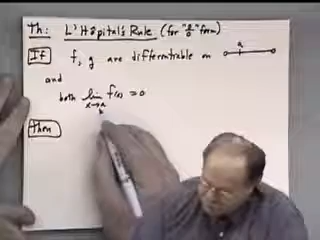 Th: L'Hôpital's Rule (for "0/0" form)
If f, g are differentiable on a
and
both lim f(x) = 0
x→a
Then